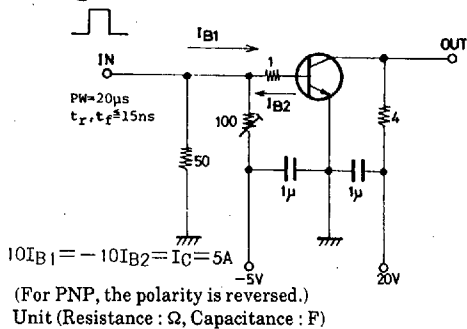 IB1
OUT
IN
1
IB2
PW=20μs
tr,tf≦15ns
100
4
50
1μ
1μ
10IB1=−10IB2=IC=5A
−5V
20V
(For PNP, the polarity is reversed.)
Unit (Resistance : Ω, Capacitance : F)